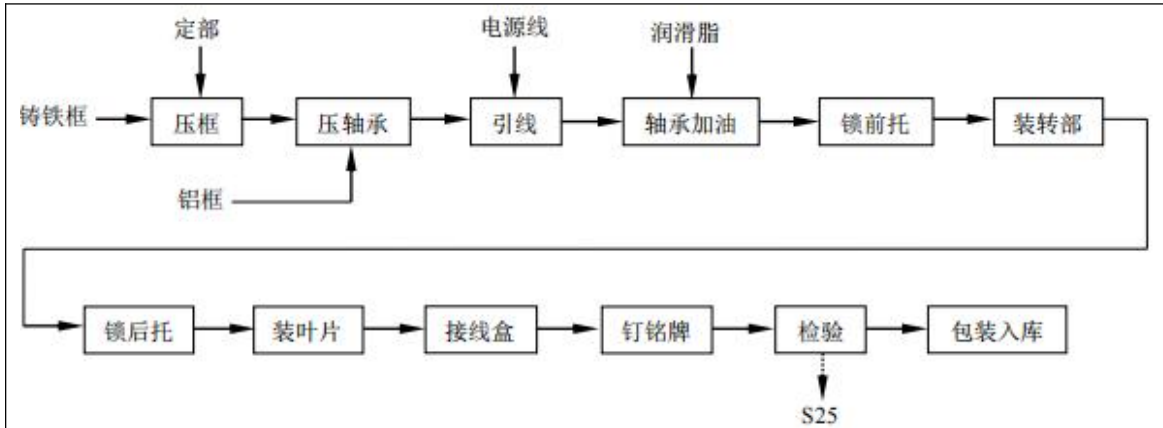 定部
电源线
润滑脂
铸铁框
压框
压轴承
引线
轴承加油
锁前托
装转部
铝框
锁后托
装叶片
接线盒
钉铭牌
检验
包装入库
S25